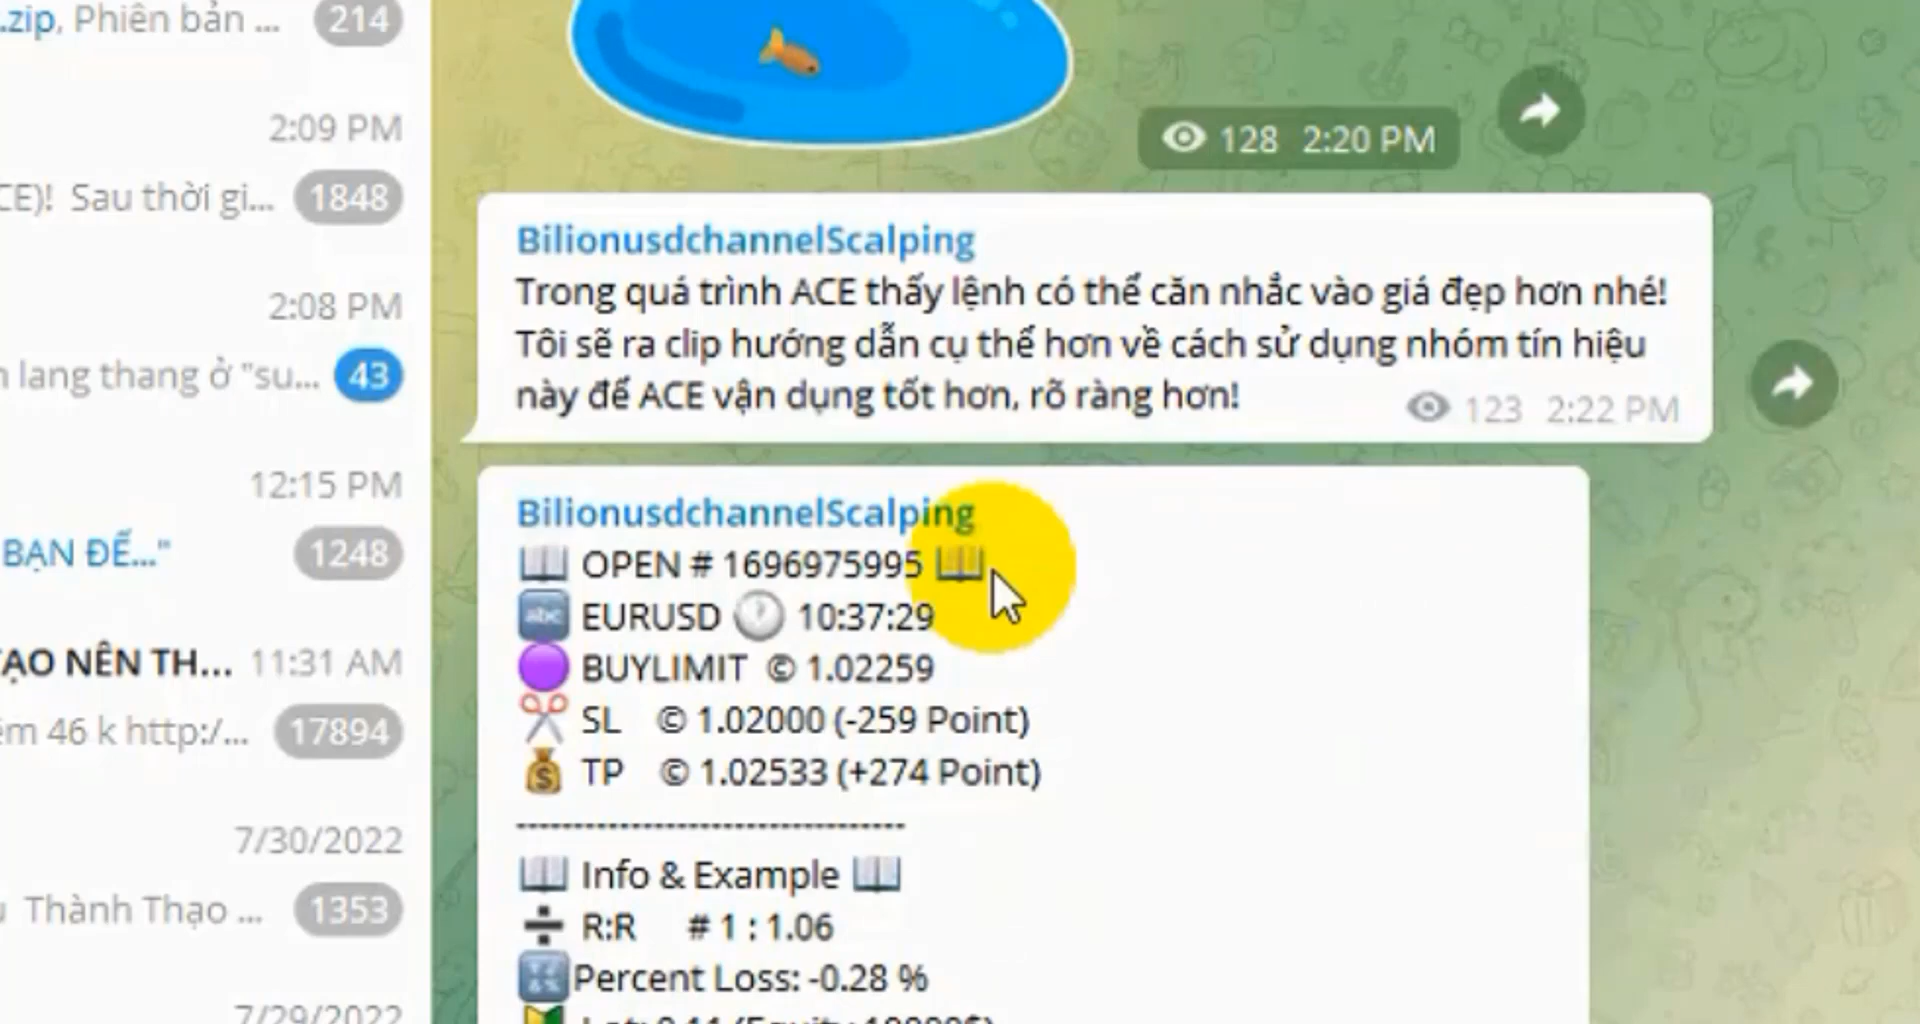 .zip, Phiên bản ... 214
2:09 PM
CE)! Sau thời gi... 1848
2:08 PM
lang thang ở "su... 43
12:15 PM
BẠN ĐỂ..." 1248
TẠO NÊN TH... 11:31 AM
46 k http:/... 17894
7/30/2022
Thành Thạo ... 1353
7/29/2022
128 2:20 PM
BilionusdchannelScalping
Trong quá trình ACE thấy lệnh có thể căn nhắc vào giá đẹp hơn nhé!
Tôi sẽ ra clip hướng dẫn cụ thể hơn về cách sử dụng nhóm tín hiệu
này để ACE vận dụng tốt hơn, rõ ràng hơn!
123 2:22 PM
BilionusdchannelScalping
OPEN # 1696975995
EURUSD 10:37:29
BUYLIMIT © 1.02259
SL © 1.02000 (-259 Point)
TP © 1.02533 (+274 Point)
----------------------------------
Info & Example
R:R # 1 : 1.06
Percent Loss: -0.28 %